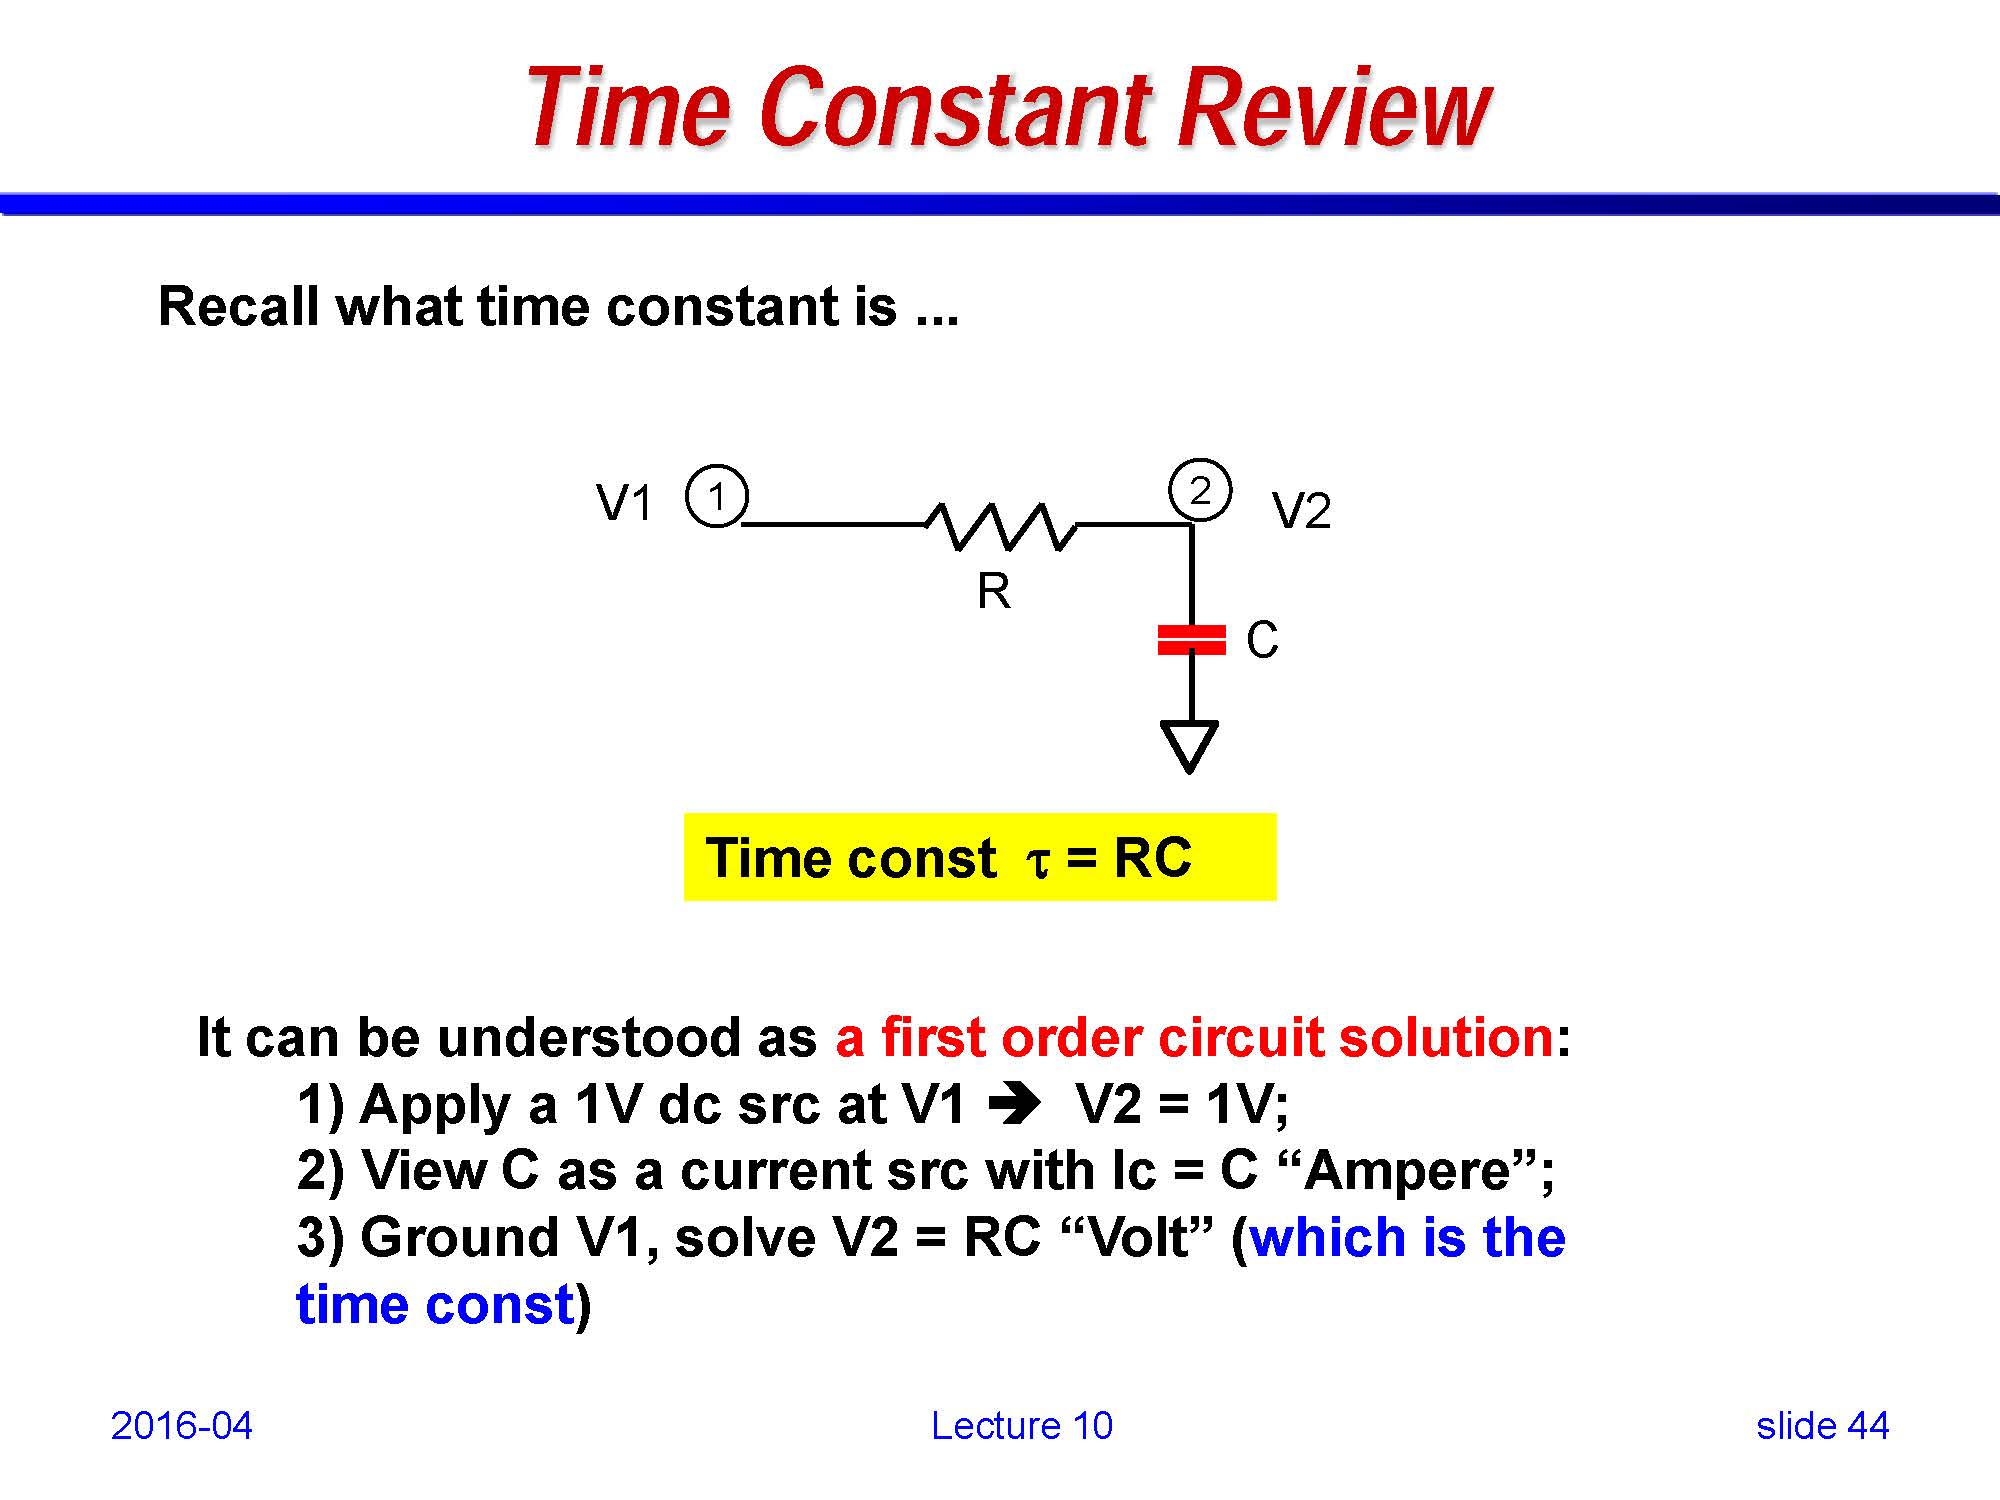 Time Constant Review
Recall what time constant is ...
V1 1 2 V2
R
C
Time const τ = RC
It can be understood as a first order circuit solution:
1) Apply a 1V dc src at V1 🡺 V2 = 1V;
2) View C as a current src with Ic = C “Ampere”;
3) Ground V1, solve V2 = RC “Volt” (which is the
time const)
2016-04 Lecture 10 slide 44